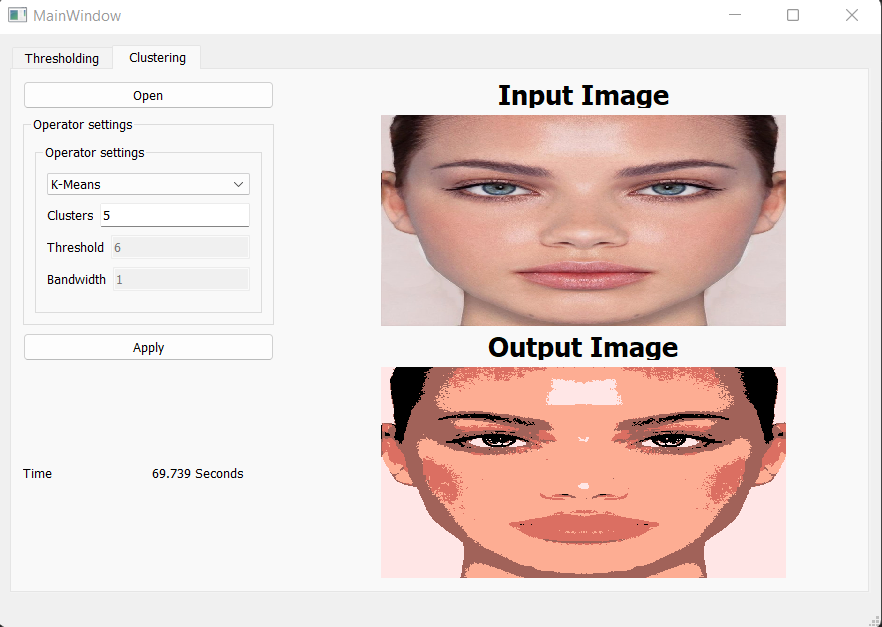 MainWindow
Thresholding Clustering
Open
Operator settings
Operator settings
K-Means
Clusters 5
Threshold 6
Bandwidth 1
Apply
Time 69.739 Seconds
Input Image
Output Image